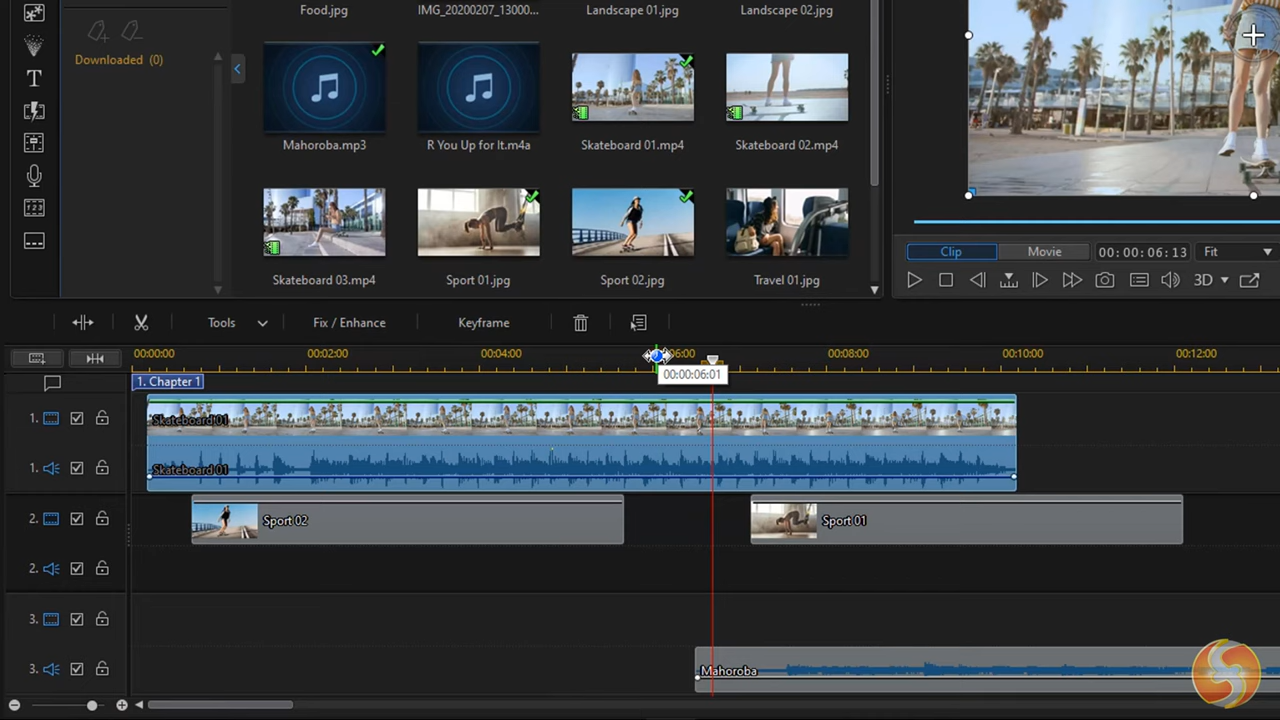 Food.jpg
IMG_20200207_13000...
Landscape 01.jpg
Landscape 02.jpg
Downloaded (0)
Mahoroba.mp3
R You Up for It.m4a
Skateboard 01.mp4
Skateboard 02.mp4
Skateboard 03.mp4
Sport 01.jpg
Sport 02.jpg
Travel 01.jpg
Clip
Movie
00:00:06:13
Fit
3D
Tools
Fix / Enhance
Keyframe
00:00:00
00:02:00
00:04:00
06:00
00:08:00
00:10:00
00:12:00
00:00:06:01
1. Chapter 1
1.
Skateboard 01
1.
Skateboard 01
2.
Sport 02
Sport 01
2.
3.
3.
Mahoroba